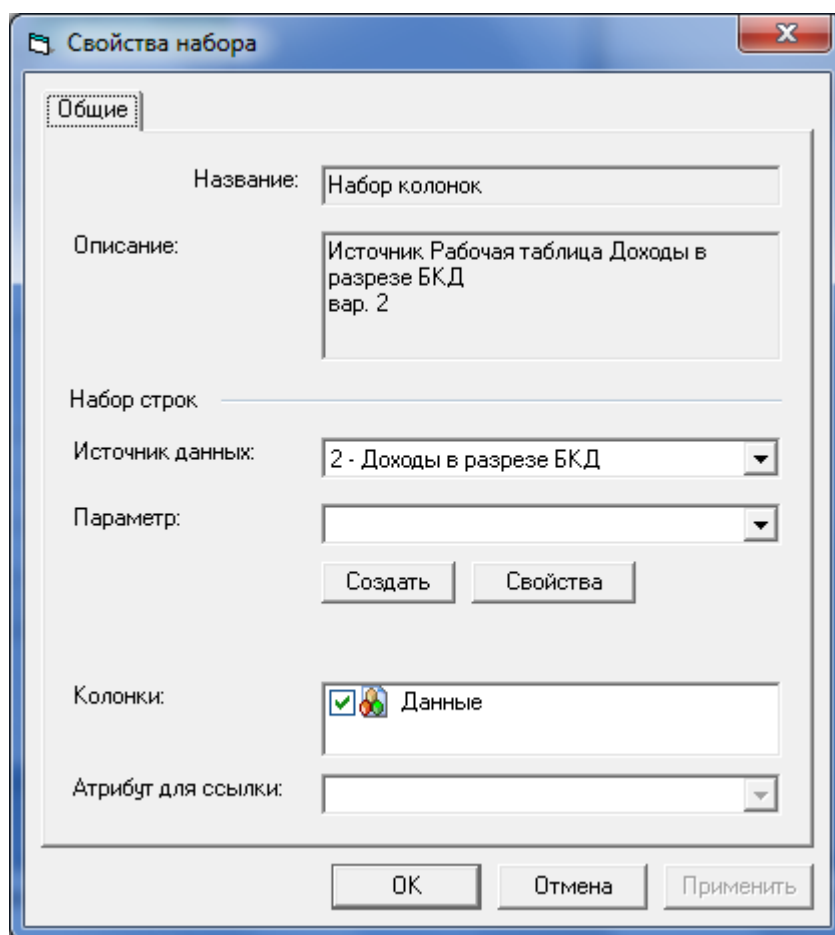 Свойства набора
Общие
Название:
Набор колонок
Описание:
Источник Рабочая таблица Доходы в
разрезе БКД
вар. 2
Набор строк
Источник данных:
2 - Доходы в разрезе БКД
Параметр:
Создать
Свойства
Колонки:
Данные
Атрибут для ссылки:
ОК
Отмена
Применить